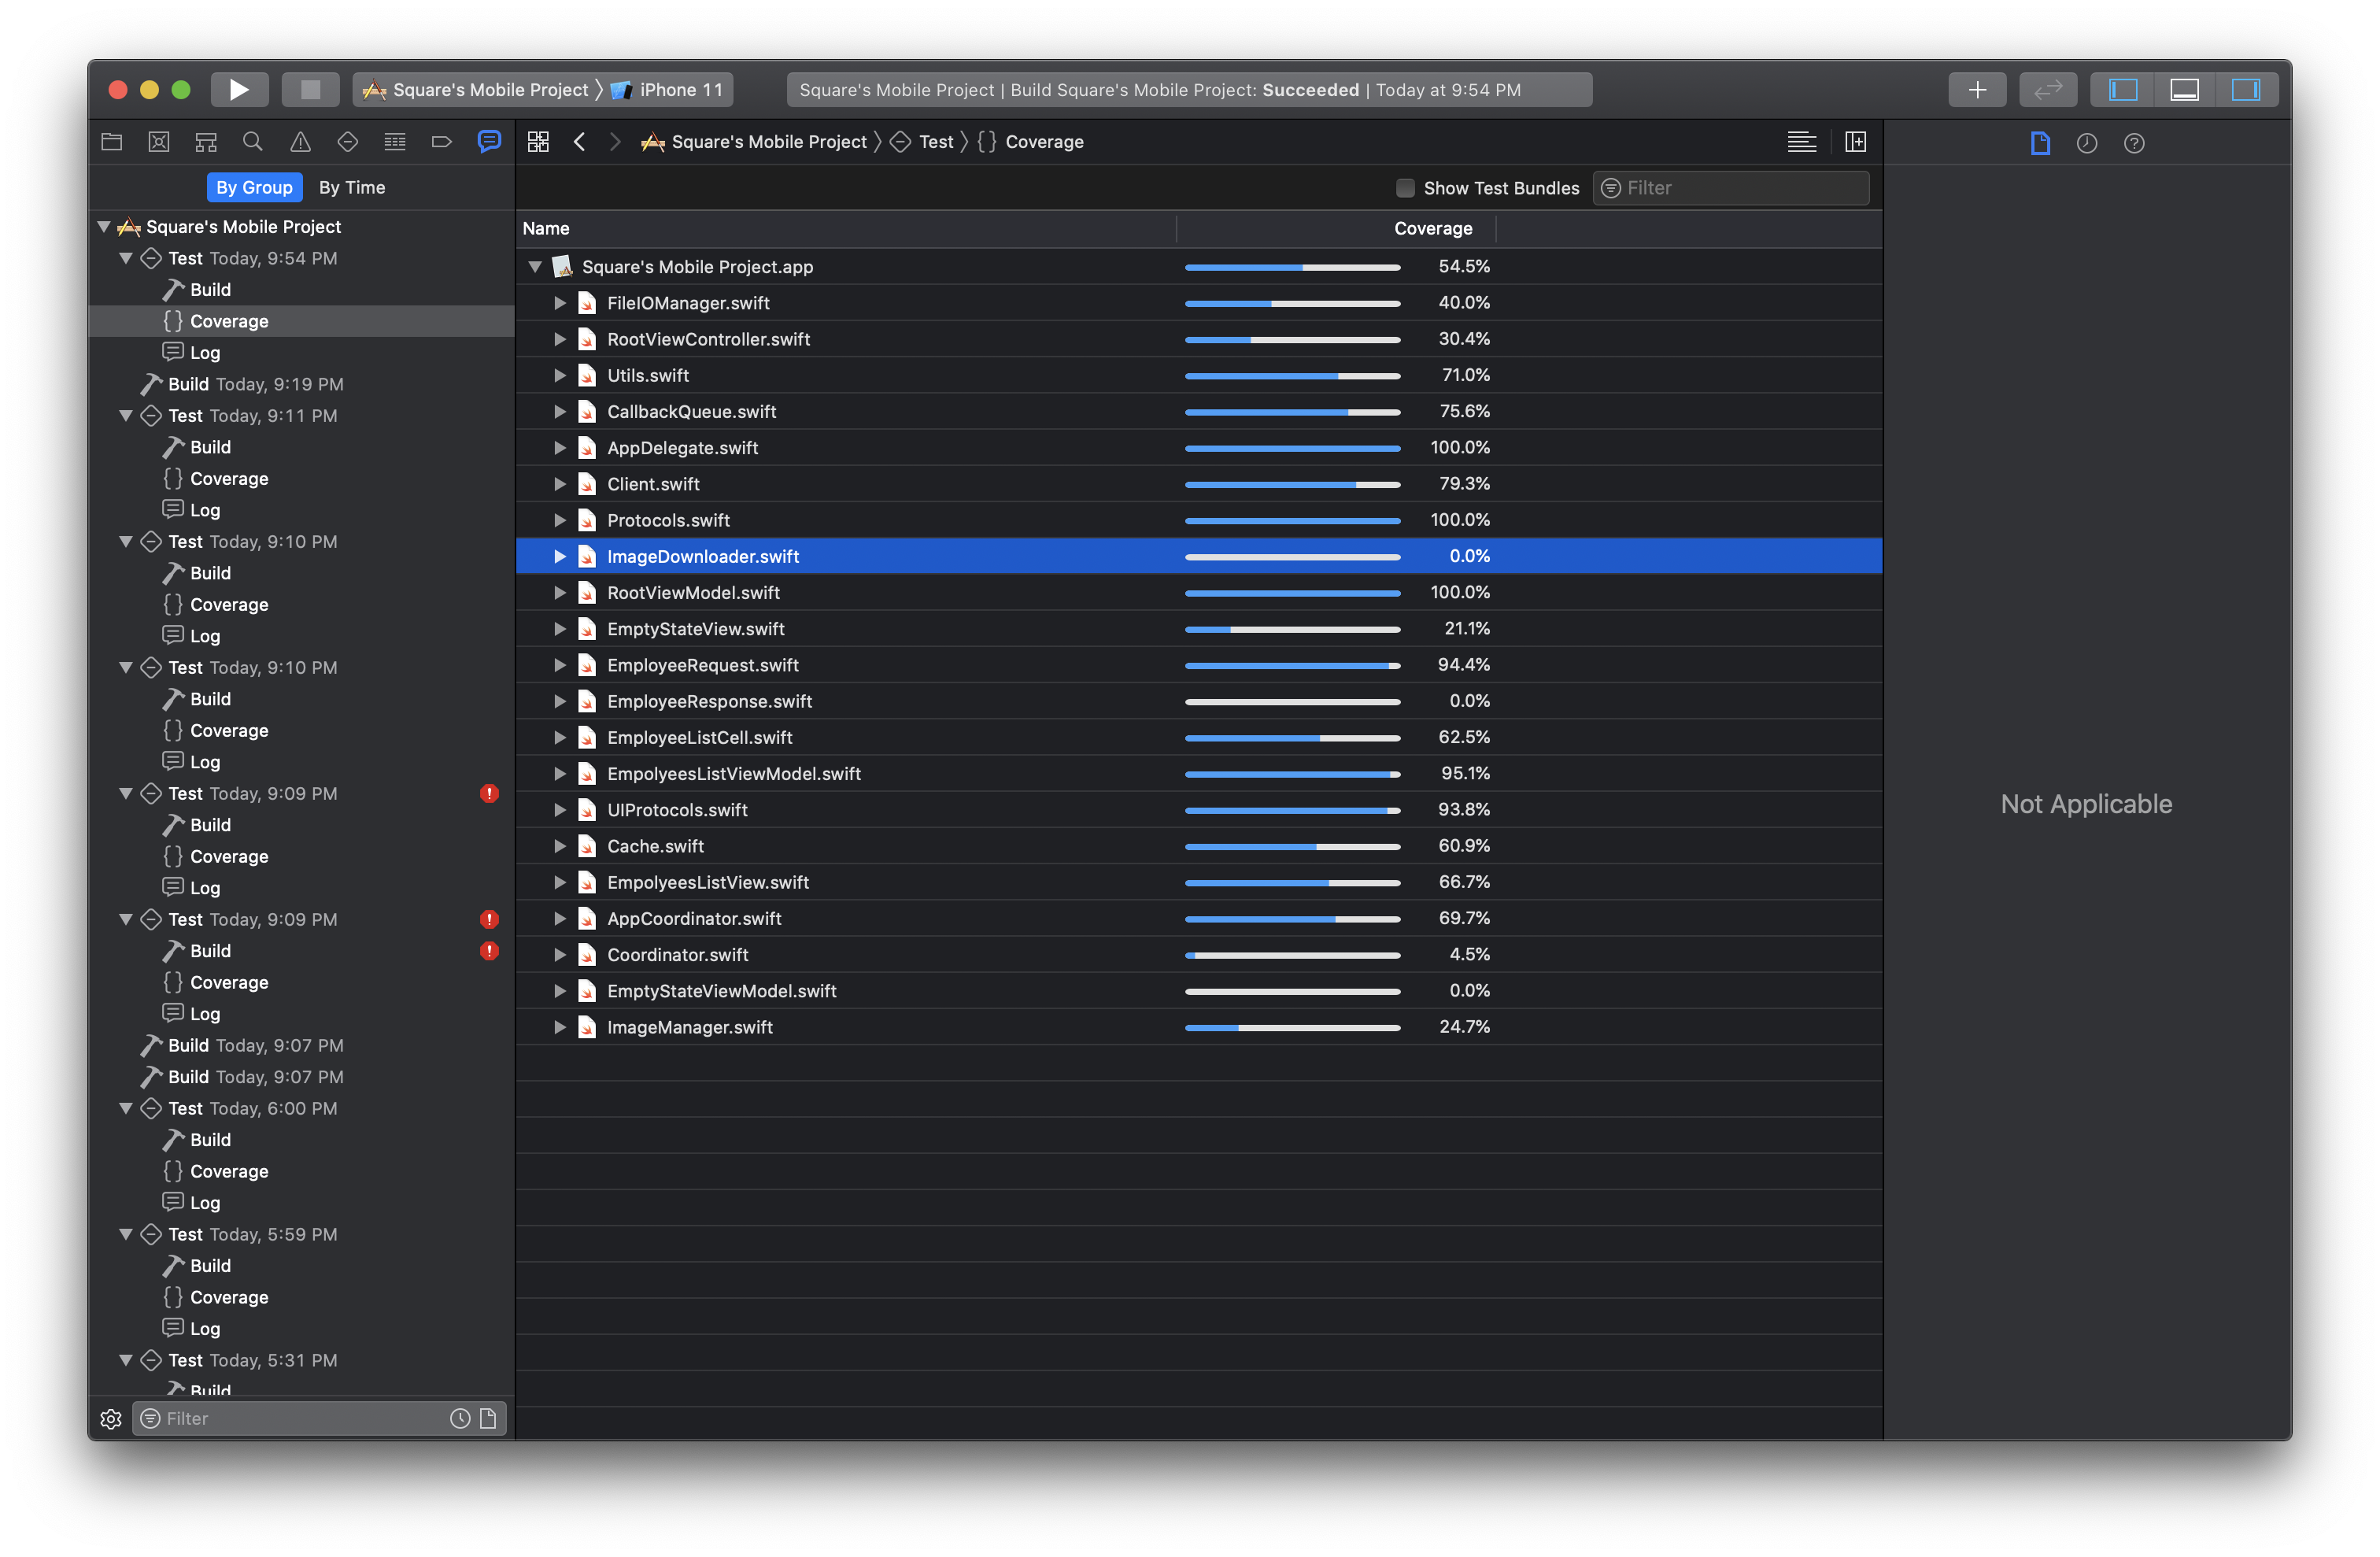 Square's Mobile Project iPhone 11
Square's Mobile Project | Build Square's Mobile Project: Succeeded | Today at 9:54 PM
Square's Mobile Project Test {} Coverage
By Group By Time
Show Test Bundles Filter
Square's Mobile Project
Test Today, 9:54 PM
Build
{} Coverage
Log
Build Today, 9:19 PM
Test Today, 9:11 PM
Build
{} Coverage
Log
Test Today, 9:10 PM
Build
{} Coverage
Log
Test Today, 9:10 PM
Build
{} Coverage
Log
Test Today, 9:09 PM
Build
{} Coverage
Log
Test Today, 9:09 PM
Build
{} Coverage
Log
Build Today, 9:07 PM
Build Today, 9:07 PM
Test Today, 6:00 PM
Build
{} Coverage
Log
Test Today, 5:59 PM
Build
{} Coverage
Log
Test Today, 5:31 PM
Build
Filter
Name Coverage
Square's Mobile Project.app 54.5%
FileIOManager.swift 40.0%
RootViewController.swift 30.4%
Utils.swift 71.0%
CallbackQueue.swift 75.6%
AppDelegate.swift 100.0%
Client.swift 79.3%
Protocols.swift 100.0%
ImageDownloader.swift 0.0%
RootViewModel.swift 100.0%
EmptyStateView.swift 21.1%
EmployeeRequest.swift 94.4%
EmployeeResponse.swift 0.0%
EmployeeListCell.swift 62.5%
EmpolyeesListViewModel.swift 95.1%
UIProtocols.swift 93.8%
Cache.swift 60.9%
EmpolyeesListView.swift 66.7%
AppCoordinator.swift 69.7%
Coordinator.swift 4.5%
EmptyStateViewModel.swift 0.0%
ImageManager.swift 24.7%
Not Applicable